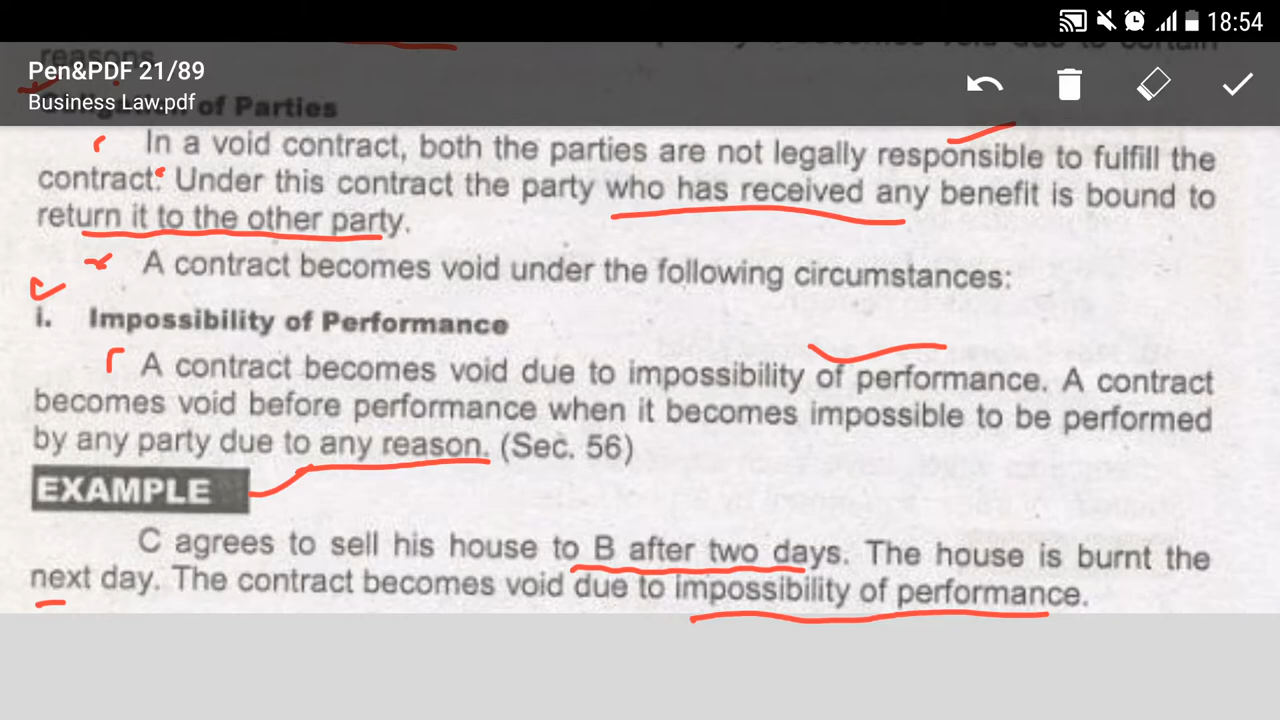 18:54
reasons.
Pen&PDF 21/89
Business Law.pdf
of Parties
In a void contract, both the parties are not legally responsible to fulfill the
contract. Under this contract the party who has received any benefit is bound to
return it to the other party.
A contract becomes void under the following circumstances:
i. Impossibility of Performance
A contract becomes void due to impossibility of performance. A contract
becomes void before performance when it becomes impossible to be performed
by any party due to any reason. (Sec. 56)
EXAMPLE
C agrees to sell his house to B after two days. The house is burnt the
next day. The contract becomes void due to impossibility of performance.